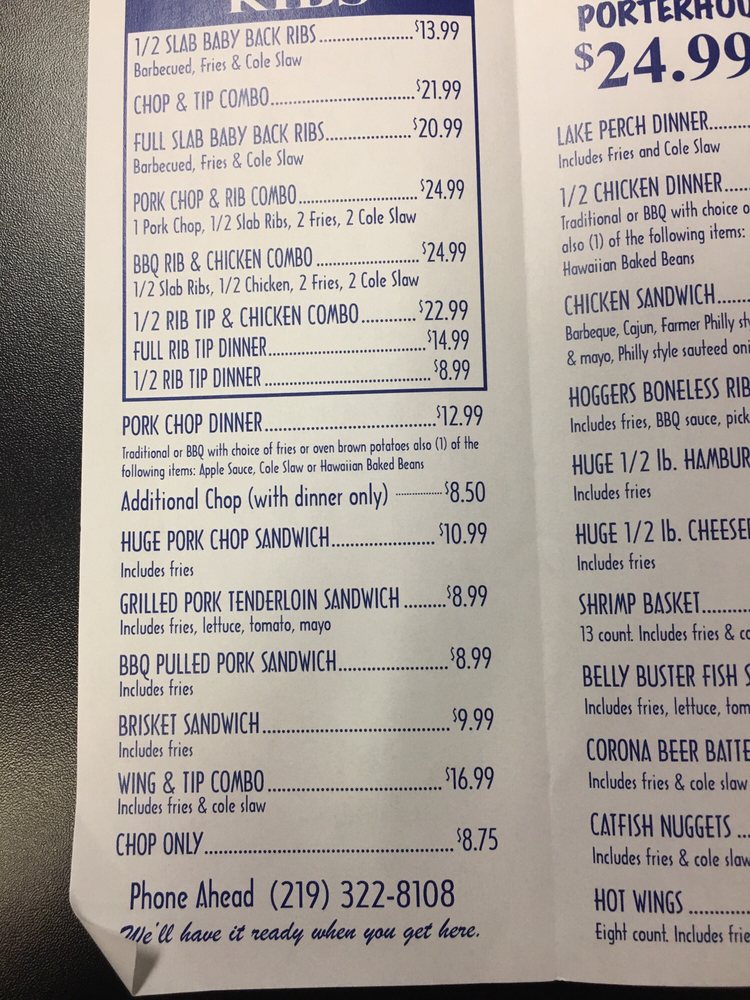 RIBS
1/2 SLAB BABY BACK RIBS $13.99
Barbecued, Fries & Cole Slaw
CHOP & TIP COMBO $21.99
FULL SLAB BABY BACK RIBS $20.99
Barbecued, Fries & Cole Slaw
PORK CHOP & RIB COMBO $24.99
1 Pork Chop, 1/2 Slab Ribs, 2 Fries, 2 Cole Slaw
BBQ RIB & CHICKEN COMBO $24.99
1/2 Slab Ribs, 1/2 Chicken, 2 Fries, 2 Cole Slaw
1/2 RIB TIP & CHICKEN COMBO $22.99
FULL RIB TIP DINNER $14.99
1/2 RIB TIP DINNER $8.99
PORK CHOP DINNER $12.99
Traditional or BBQ with choice of fries or oven brown potatoes also (1) of the
following items: Apple Sauce, Cole Slaw or Hawaiian Baked Beans
Additional Chop (with dinner only) $8.50
HUGE PORK CHOP SANDWICH $10.99
Includes fries
GRILLED PORK TENDERLOIN SANDWICH $8.99
Includes fries, lettuce, tomato, mayo
BBQ PULLED PORK SANDWICH $8.99
Includes fries
BRISKET SANDWICH $9.99
Includes fries
WING & TIP COMBO $16.99
Includes fries & cole slaw
CHOP ONLY $8.75
Phone Ahead (219) 322-8108
We'll have it ready when you get here.
PORTERHOU
$24.99
LAKE PERCH DINNER
Includes Fries and Cole Slaw
1/2 CHICKEN DINNER
Traditional or BBQ with choice o
also (1) of the following items:
Hawaiian Baked Beans
CHICKEN SANDWICH
Barbeque, Cajun, Farmer Philly st
& mayo, Philly style sauteed oni
HOGGERS BONELESS RIB
Includes fries, BBQ sauce, pick
HUGE 1/2 lb. HAMBUR
Includes fries
HUGE 1/2 lb. CHEESE
Includes fries
SHRIMP BASKET
13 count. Includes fries & co
BELLY BUSTER FISH S
Includes fries, lettuce, tom
CORONA BEER BATTE
Includes fries & cole slaw
CATFISH NUGGETS
Includes fries & cole slaw
HOT WINGS
Eight count. Includes frie